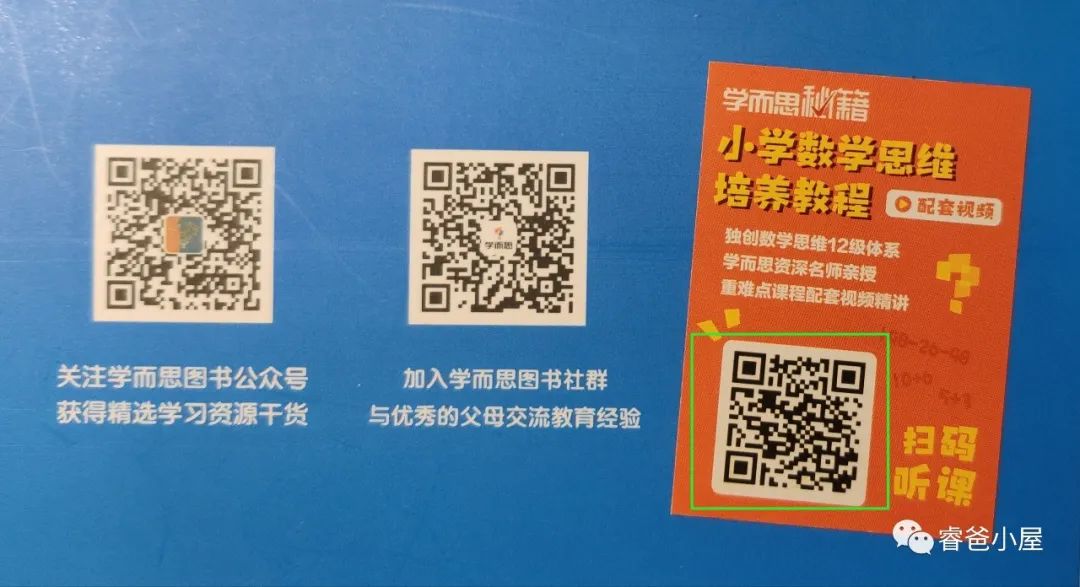 学而思
关注学而思图书公众号
获得精选学习资源干货
加入学而思图书社群
与优秀的父母交流教育经验
学而思秘籍
小学数学思维
培养教程
配套视频
独创数学思维12级体系
学而思资深名师亲授
重难点课程配套视频精讲
扫码
听课
睿爸小屋